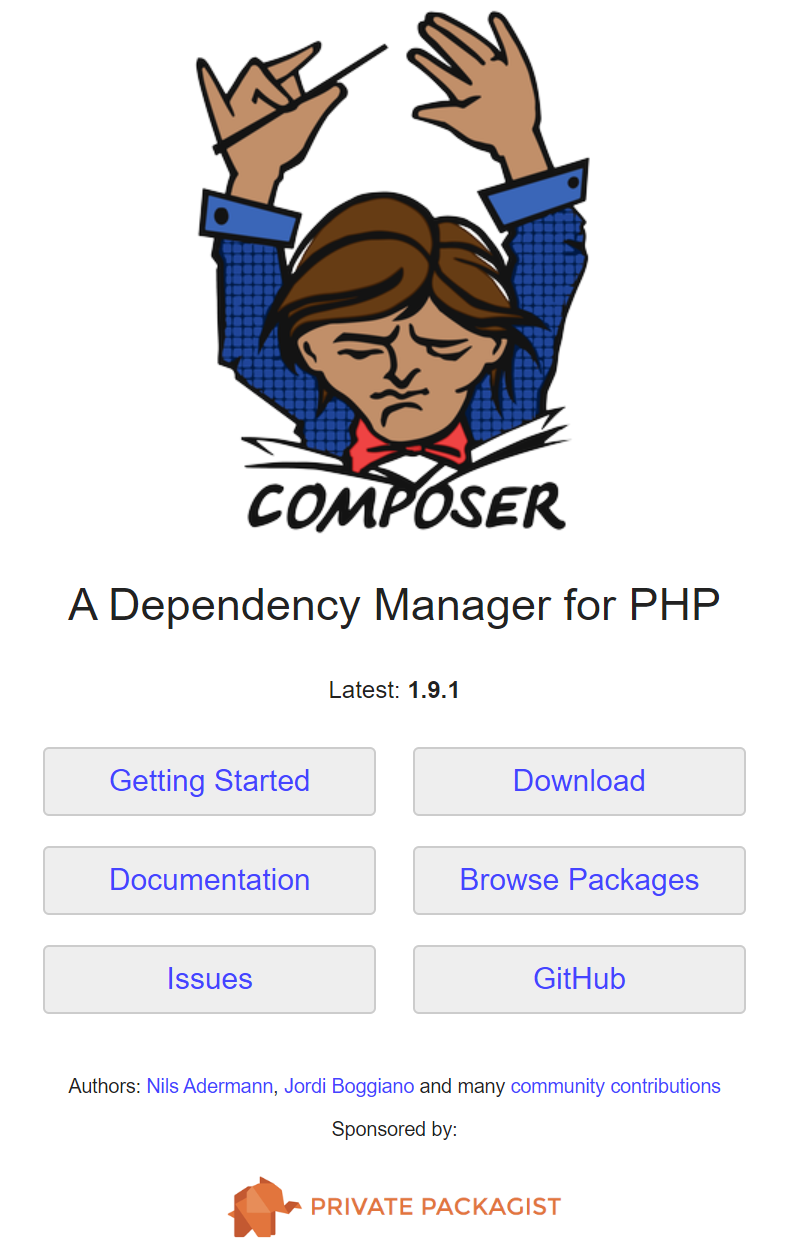 COMPOSER
A Dependency Manager for PHP
Latest: 1.9.1
Getting Started
Download
Documentation
Browse Packages
Issues
GitHub
Authors: Nils Adermann, Jordi Boggiano and many community contributions
Sponsored by:
PRIVATE PACKAGIST